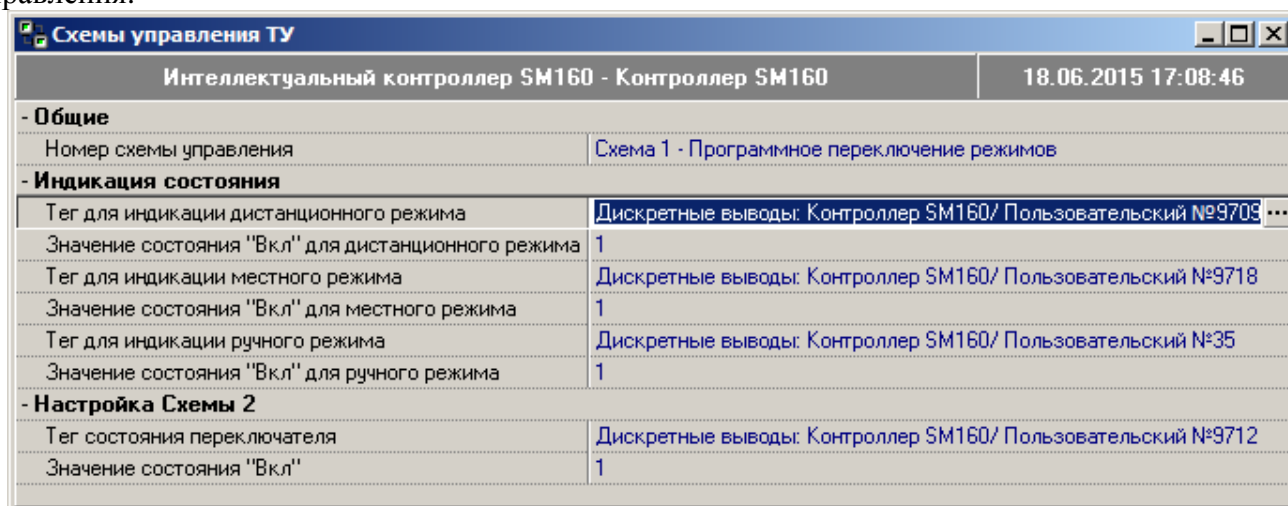 равления.
Схемы управления ТУ
Интеллектуальный контроллер SM160 - Контроллер SM160 18.06.2015 17:08:46
- Общие
Номер схемы управления Схема 1 - Программное переключение режимов
- Индикация состояния
Тег для индикации дистанционного режима Дискретные выводы: Контроллер SM160/ Пользовательский №9709 ...
Значение состояния "Вкл" для дистанционного режима 1
Тег для индикации местного режима Дискретные выводы: Контроллер SM160/ Пользовательский №9718
Значение состояния "Вкл" для местного режима 1
Тег для индикации ручного режима Дискретные выводы: Контроллер SM160/ Пользовательский №35
Значение состояния "Вкл" для ручного режима 1
- Настройка Схемы 2
Тег состояния переключателя Дискретные выводы: Контроллер SM160/ Пользовательский №9712
Значение состояния "Вкл" 1